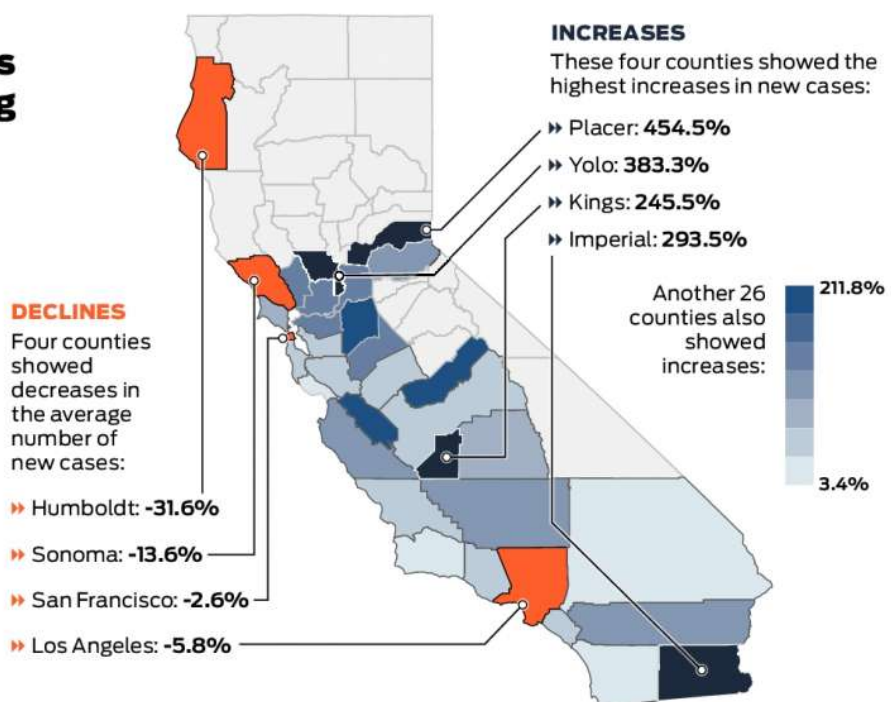 s
g
INCREASES
These four counties showed the
highest increases in new cases:
Placer: 454.5%
Yolo: 383.3%
Kings: 245.5%
Imperial: 293.5%
Another 26
counties also
showed
increases:
211.8%
3.4%
DECLINES
Four counties
showed
decreases in
the average
number of
new cases:
Humboldt: -31.6%
Sonoma: -13.6%
San Francisco: -2.6%
Los Angeles: -5.8%